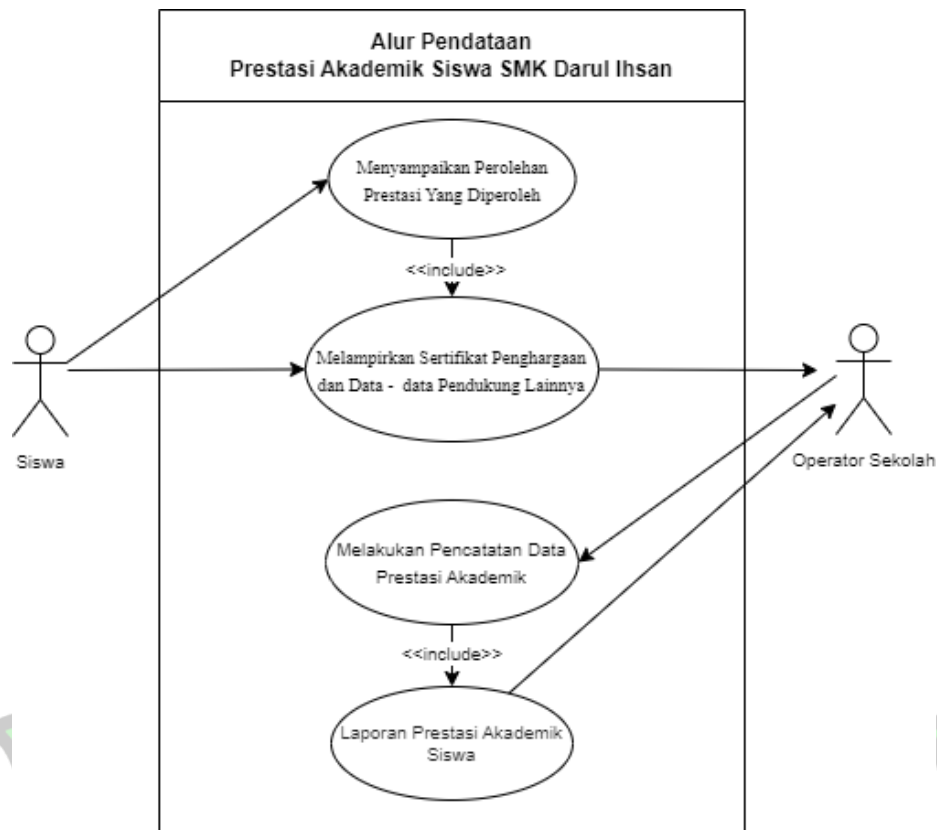 Alur Pendataan
Prestasi Akademik Siswa SMK Darul Ihsan
Menyampaikan Perolehan
Prestasi Yang Diperoleh
<<include>>
Melampirkan Sertifikat Penghargaan
dan Data - data Pendukung Lainnya
Siswa
Operator Sekolah
Melakukan Pencatatan Data
Prestasi Akademik
<<include>>
Laporan Prestasi Akademik
Siswa